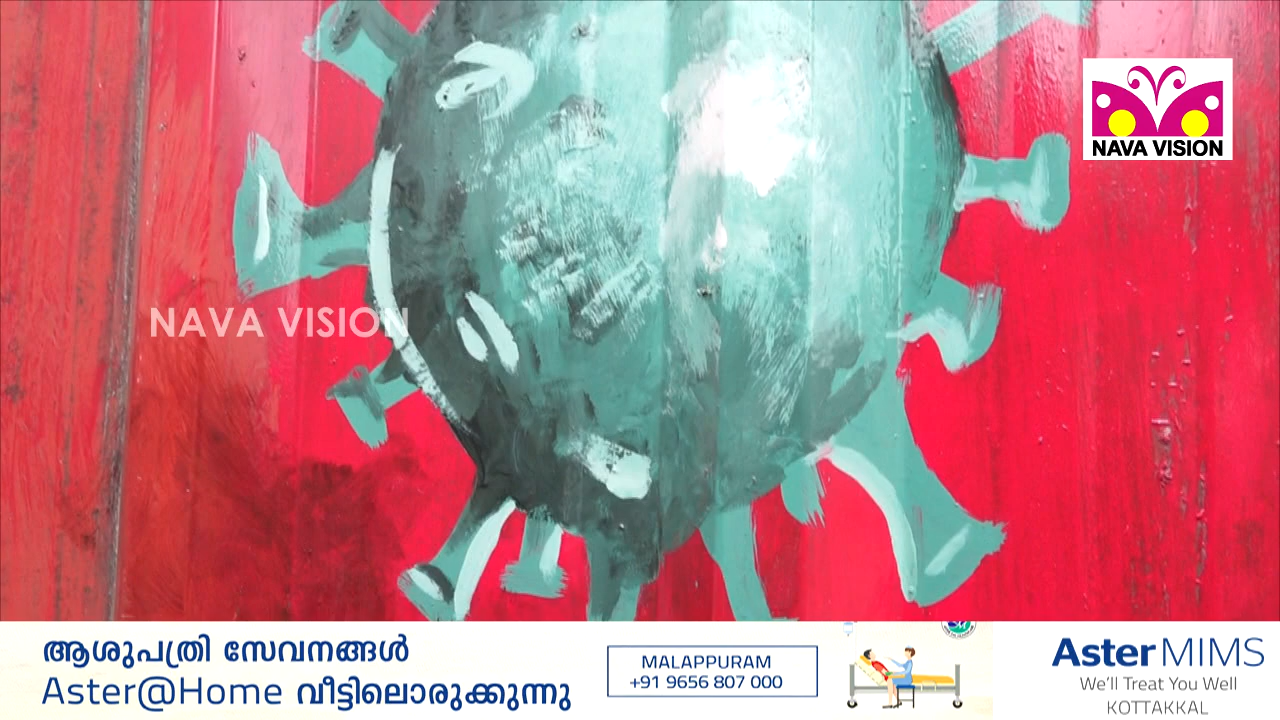 NAVA VISION
NAVA VISION
ആശുപത്രി സേവനങ്ങൾ
Aster@Home വീട്ടിലൊരുക്കുന്നു
MALAPPURAM
+91 9656 807 000
Aster MIMS
We'll Treat You Well
KOTTAKKAL